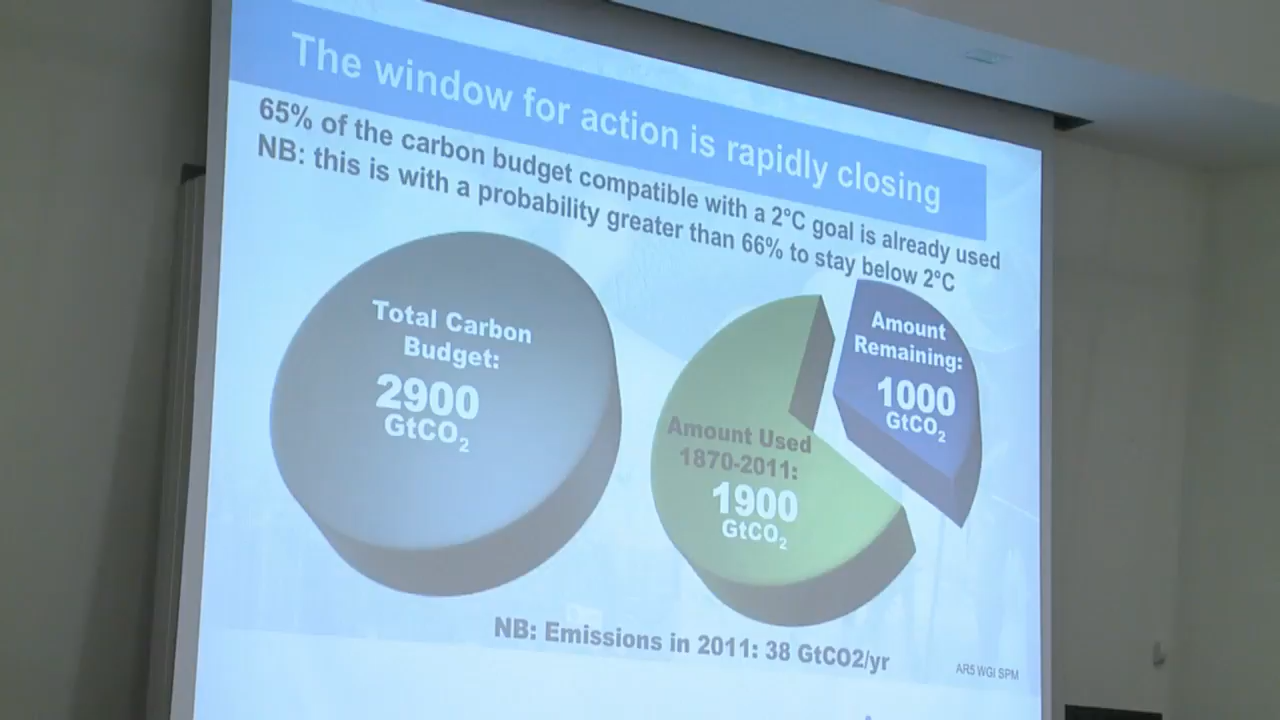 The window for action is rapidly closing
65% of the carbon budget compatible with a 2°C goal is already used
NB: this is with a probability greater than 66% to stay below 2°C
Total Carbon
Budget:
2900
GtCO₂
Amount Used
1870-2011:
1900
GtCO₂
Amount
Remaining:
1000
GtCO₂
NB: Emissions in 2011: 38 GtCO2/yr
AR5 WGI SPM